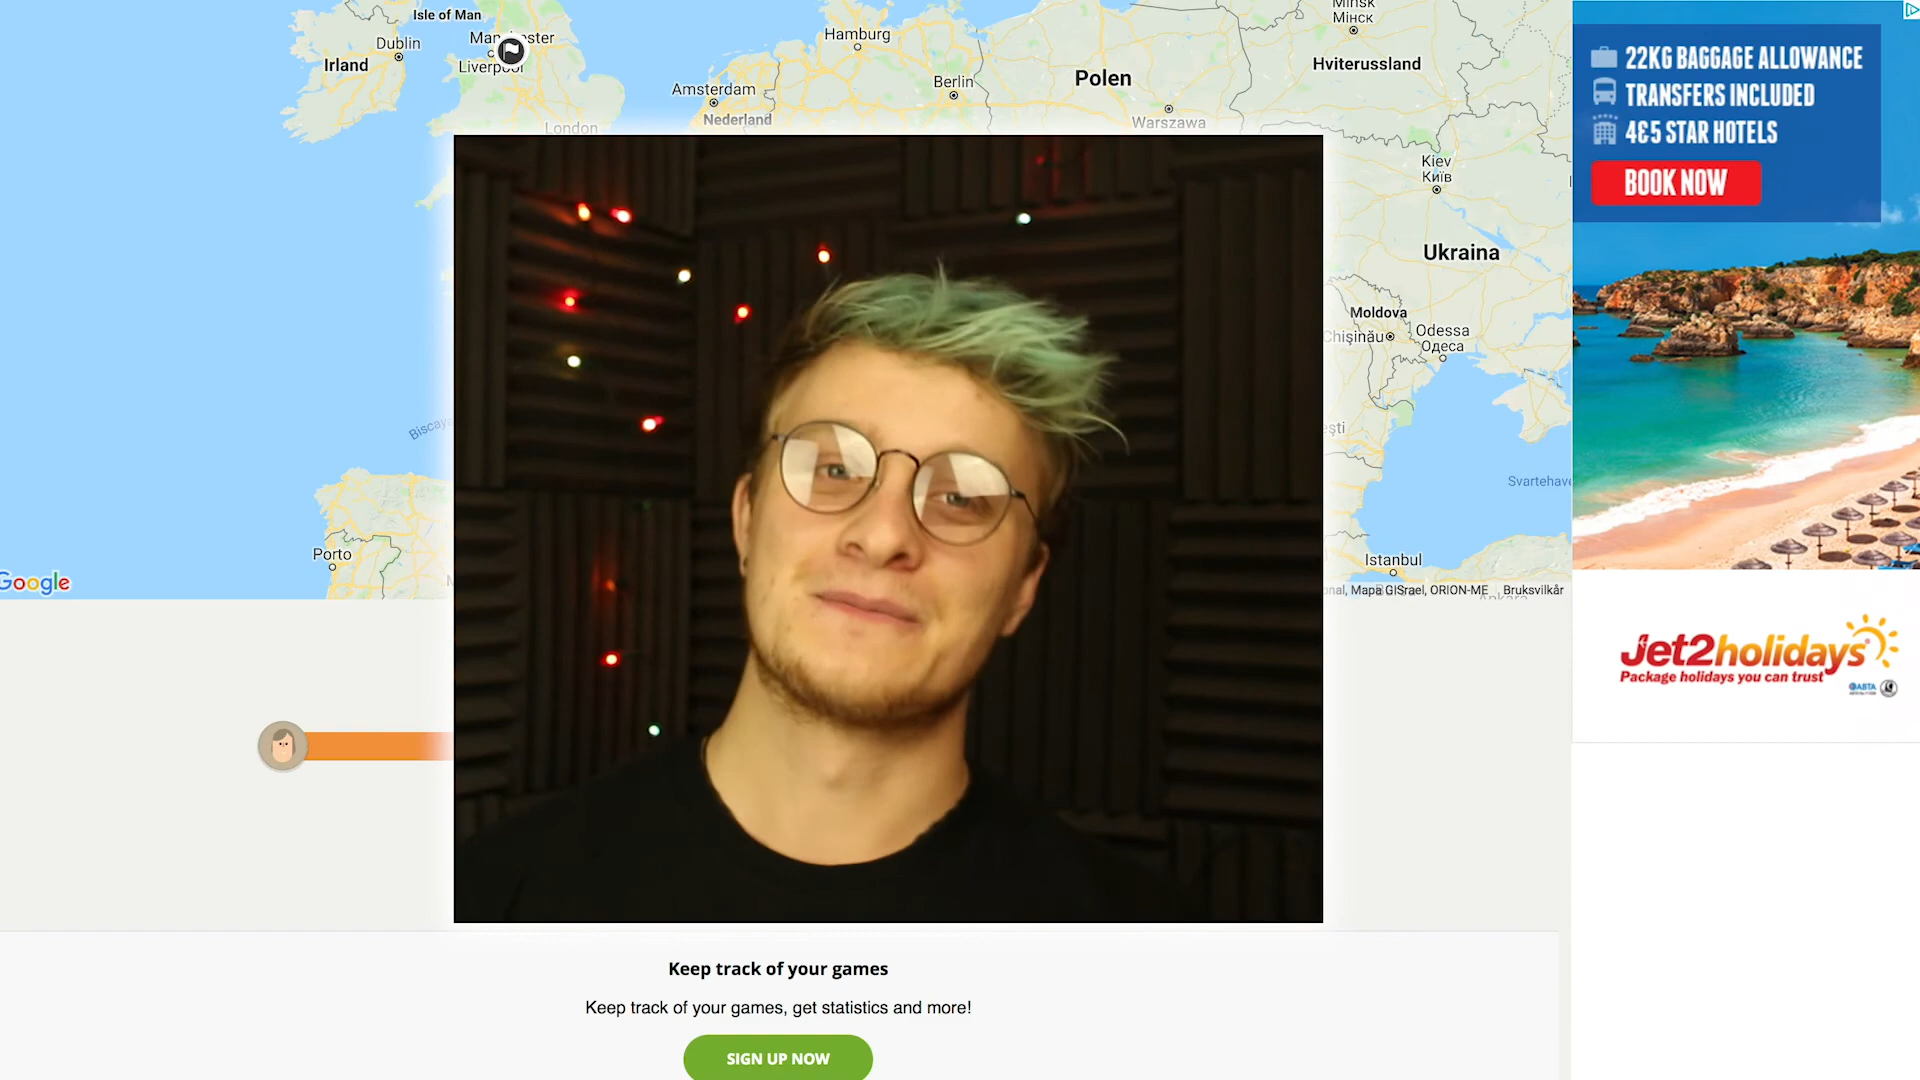 Isle of Man
Dublin
Irland
Liverpool
Hamburg
Amsterdam
Nederland
London
Berlin
Polen
Warszawa
Мінск
Hviterussland
Kiev
Київ
Ukraina
Moldova
Chişinău
Odessa
Одеса
Svartehave
Istanbul
Biscay
Porto
Google
Mapa GISrael, ORION-ME Bruksvilkår
22KG BAGGAGE ALLOWANCE
TRANSFERS INCLUDED
4&5 STAR HOTELS
BOOK NOW
Jet2holidays
Package holidays you can trust
ABTA
Keep track of your games
Keep track of your games, get statistics and more!
SIGN UP NOW